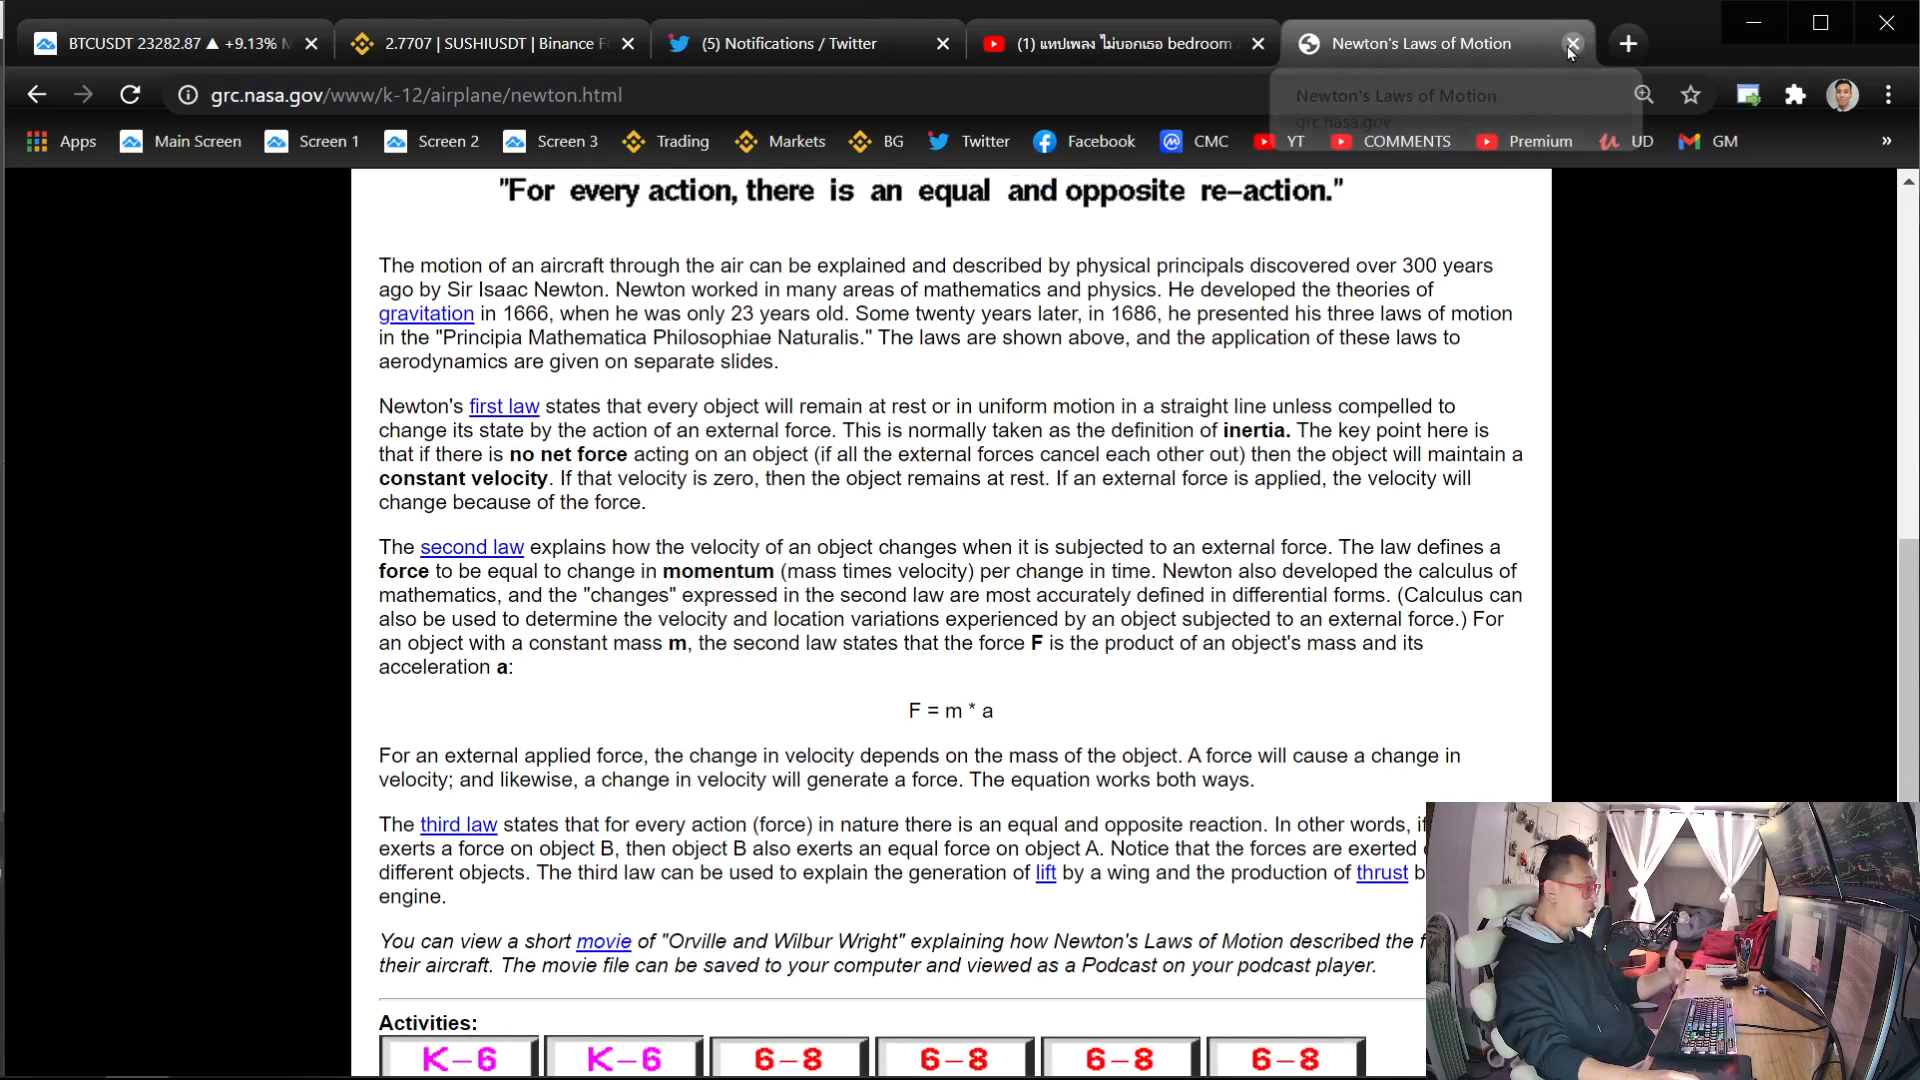 BTCUSDT 23282.87 ▲ +9.13%
2.7707 | SUSHIUSDT | Binance F
(5) Notifications / Twitter
(1) แทปเพลง ไม่บอกเธอ bedroom
Newton's Laws of Motion
grc.nasa.gov/www/k-12/airplane/newton.html
Newton's Laws of Motion
grc.nasa.gov
Apps
Main Screen
Screen 1
Screen 2
Screen 3
Trading
Markets
BG
Twitter
Facebook
CMC
YT
COMMENTS
Premium
UD
GM
"For every action, there is an equal and opposite re-action."
The motion of an aircraft through the air can be explained and described by physical principals discovered over 300 years
ago by Sir Isaac Newton. Newton worked in many areas of mathematics and physics. He developed the theories of
gravitation in 1666, when he was only 23 years old. Some twenty years later, in 1686, he presented his three laws of motion
in the "Principia Mathematica Philosophiae Naturalis." The laws are shown above, and the application of these laws to
aerodynamics are given on separate slides.
Newton's first law states that every object will remain at rest or in uniform motion in a straight line unless compelled to
change its state by the action of an external force. This is normally taken as the definition of inertia. The key point here is
that if there is no net force acting on an object (if all the external forces cancel each other out) then the object will maintain a
constant velocity. If that velocity is zero, then the object remains at rest. If an external force is applied, the velocity will
change because of the force.
The second law explains how the velocity of an object changes when it is subjected to an external force. The law defines a
force to be equal to change in momentum (mass times velocity) per change in time. Newton also developed the calculus of
mathematics, and the "changes" expressed in the second law are most accurately defined in differential forms. (Calculus can
also be used to determine the velocity and location variations experienced by an object subjected to an external force.) For
an object with a constant mass m, the second law states that the force F is the product of an object's mass and its
acceleration a:
F = m * a
For an external applied force, the change in velocity depends on the mass of the object. A force will cause a change in
velocity; and likewise, a change in velocity will generate a force. The equation works both ways.
The third law states that for every action (force) in nature there is an equal and opposite reaction. In other words, if
exerts a force on object B, then object B also exerts an equal force on object A. Notice that the forces are exerted
different objects. The third law can be used to explain the generation of lift by a wing and the production of thrust b
engine.
You can view a short movie of "Orville and Wilbur Wright" explaining how Newton's Laws of Motion described the f
their aircraft. The movie file can be saved to your computer and viewed as a Podcast on your podcast player.
Activities:
K-6
K-6
6-8
6-8
6-8
6-8